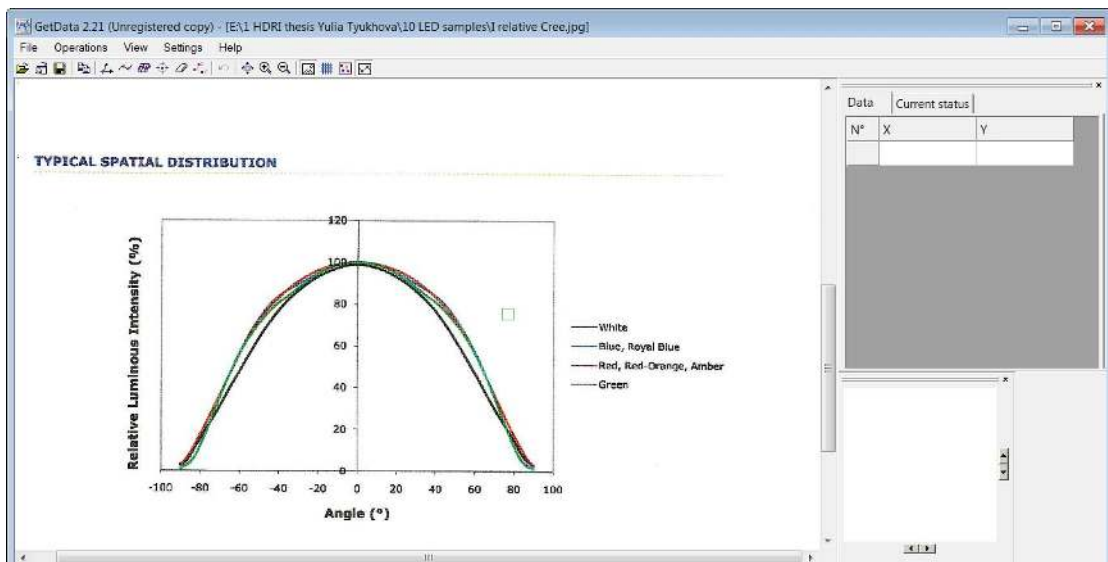 GetData 2.21 (Unregistered copy) - [E:\1 HDRI thesis Yulia Tyukhova\10 LED samples\I relative Cree.jpg]
File Operations View Settings Help
Data Current status
N° X Y
TYPICAL SPATIAL DISTRIBUTION
Relative Luminous Intensity (%)
120
100
80
60
40
20
0
-100 -80 -60 -40 -20 0 20 40 60 80 100
Angle (°)
White
Blue, Royal Blue
Red, Red-Orange, Amber
Green